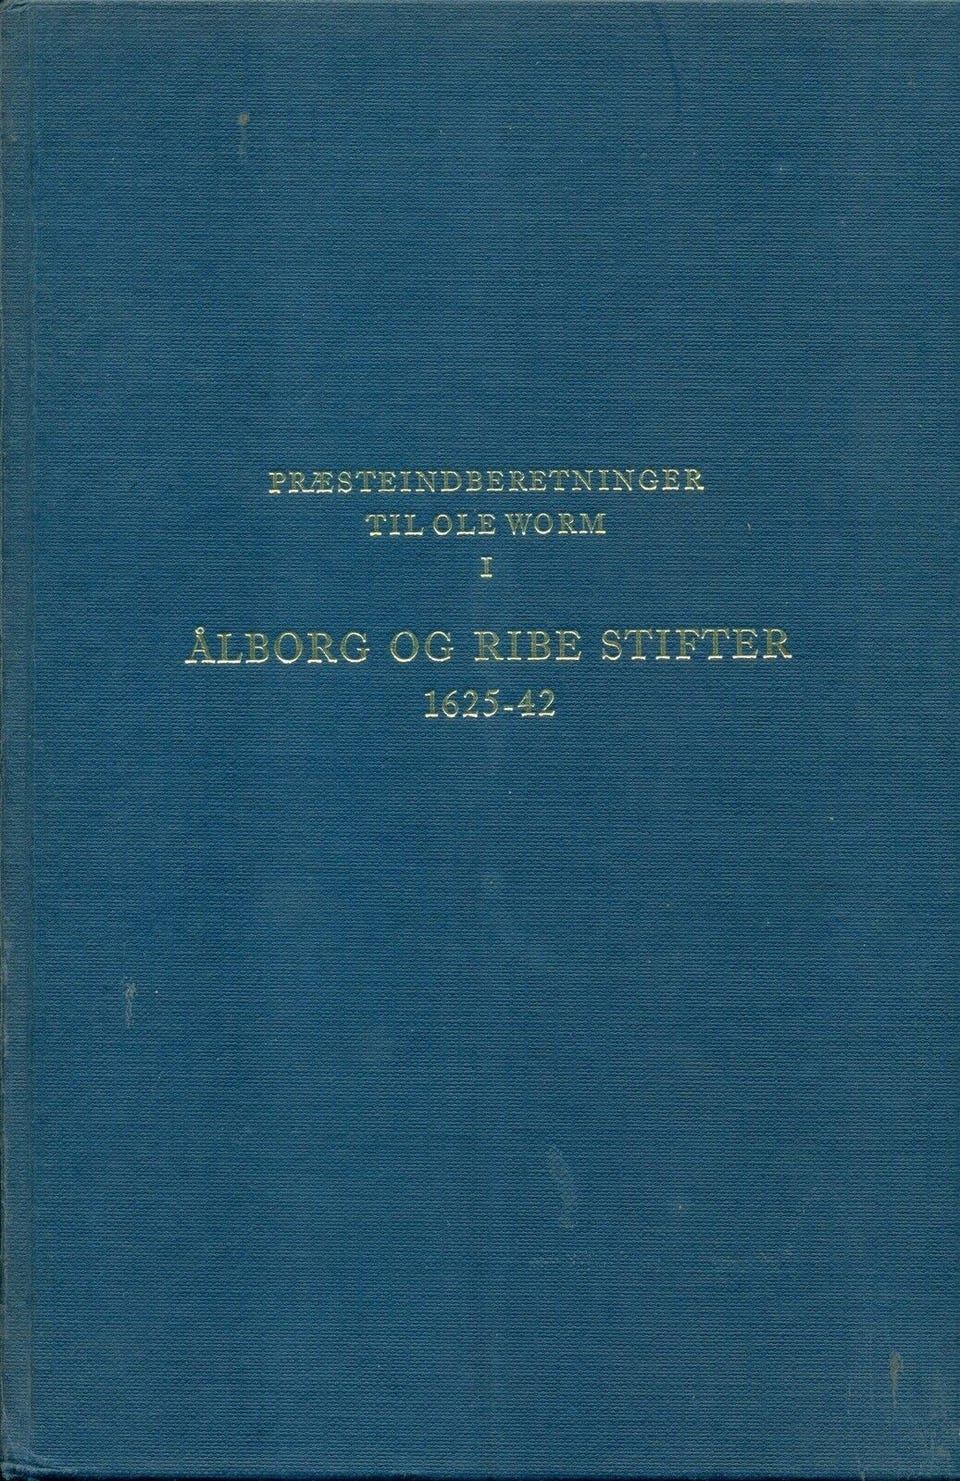 PRÆSTEINDBERETNINGER
TIL OLE WORM
I
ÅLBORG OG RIBE STIFTER
1625-42